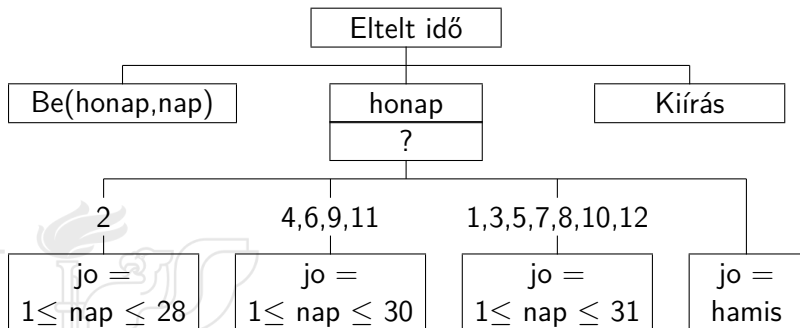 Eltelt idő
Be(honap,nap)
honap
Kiírás
?
2
4,6,9,11
1,3,5,7,8,10,12
jo =
1≤ nap ≤ 28
jo =
1≤ nap ≤ 30
jo =
1≤ nap ≤ 31
jo =
hamis